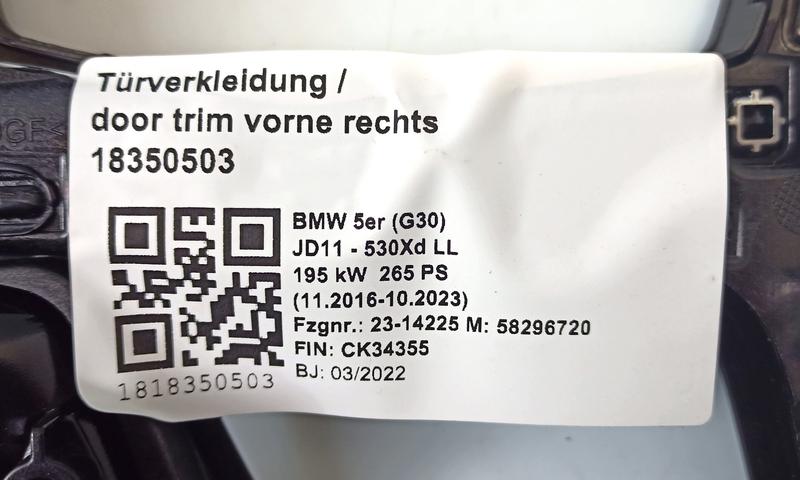 Türverkleidung /
door trim vorne rechts
18350503
BMW 5er (G30)
JD11 - 530Xd LL
195 kW 265 PS
(11.2016-10.2023)
Fzgnr.: 23-14225 M: 58296720
FIN: CK34355
BJ: 03/2022
1818350503